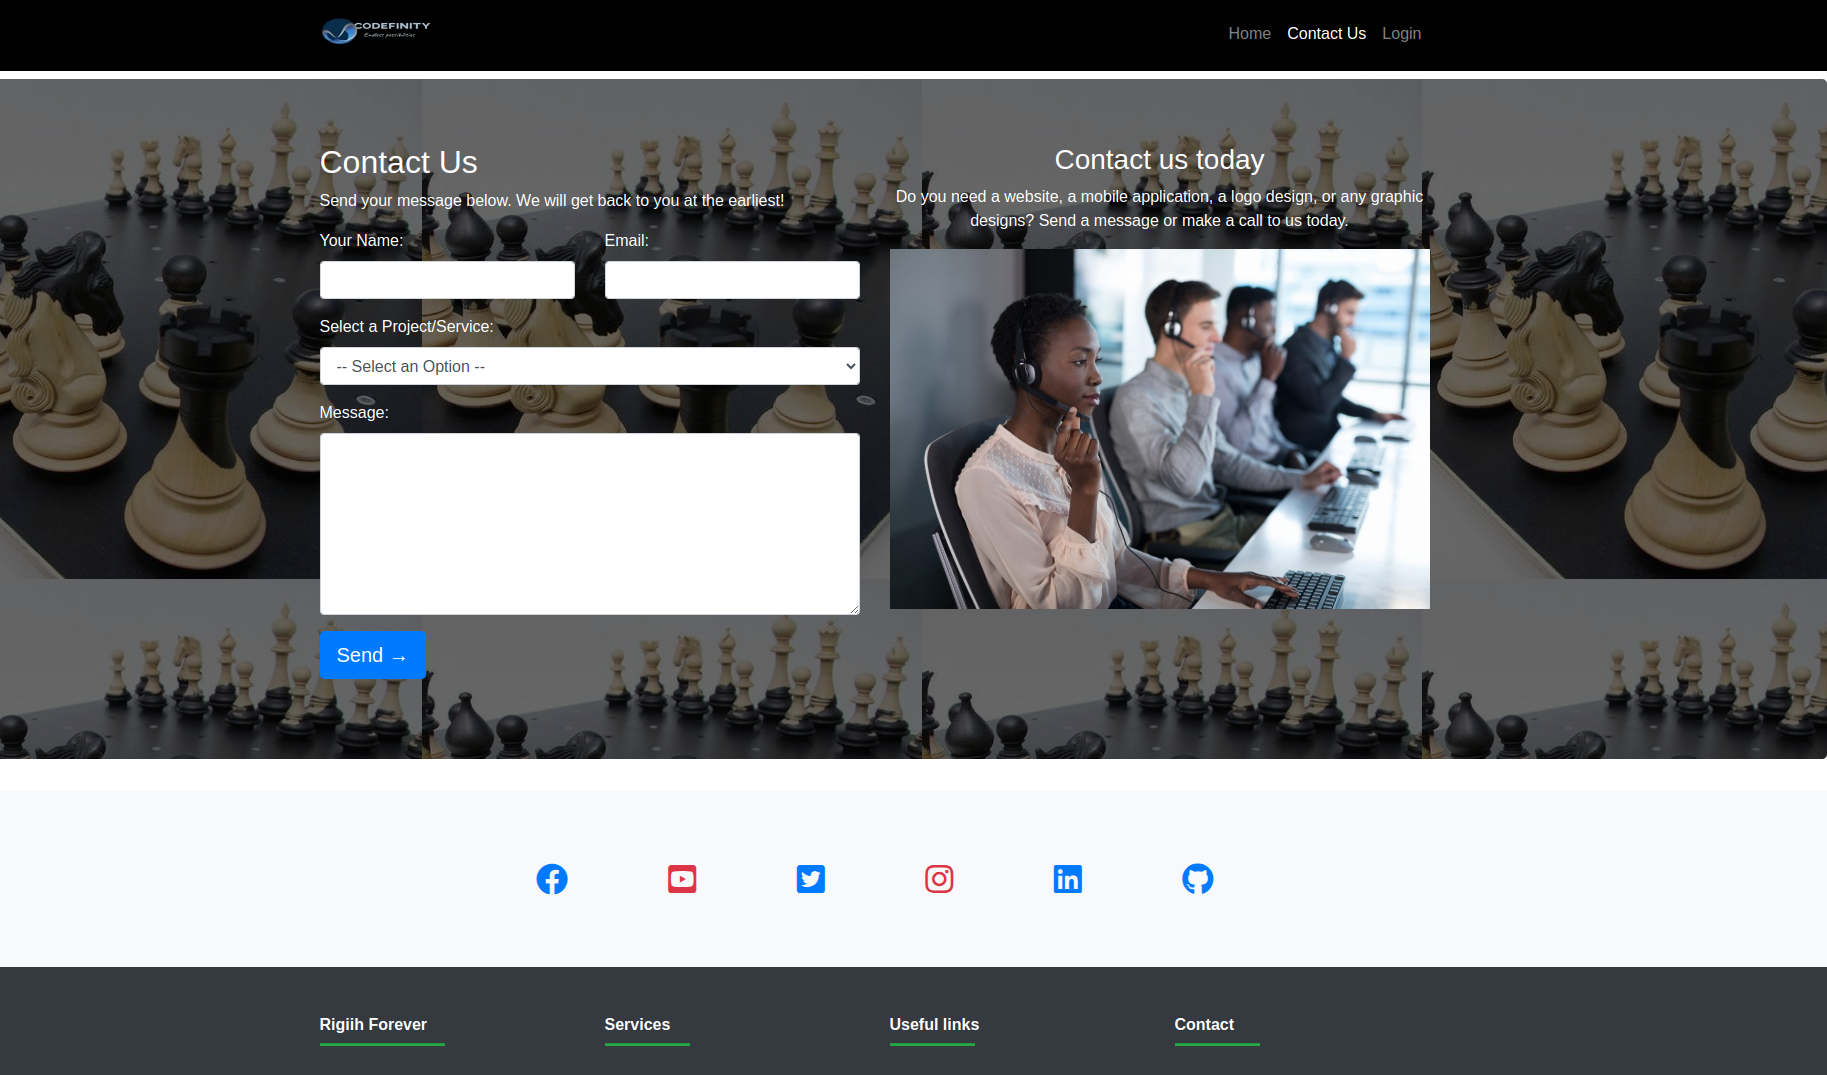 CODEFINITY
Endless possibilities
Home Contact Us Login
Contact Us
Send your message below. We will get back to you at the earliest!
Your Name: Email:
Select a Project/Service:
-- Select an Option --
Message:
Send →
Contact us today
Do you need a website, a mobile application, a logo design, or any graphic
designs? Send a message or make a call to us today.
Rigiih Forever Services Useful links Contact